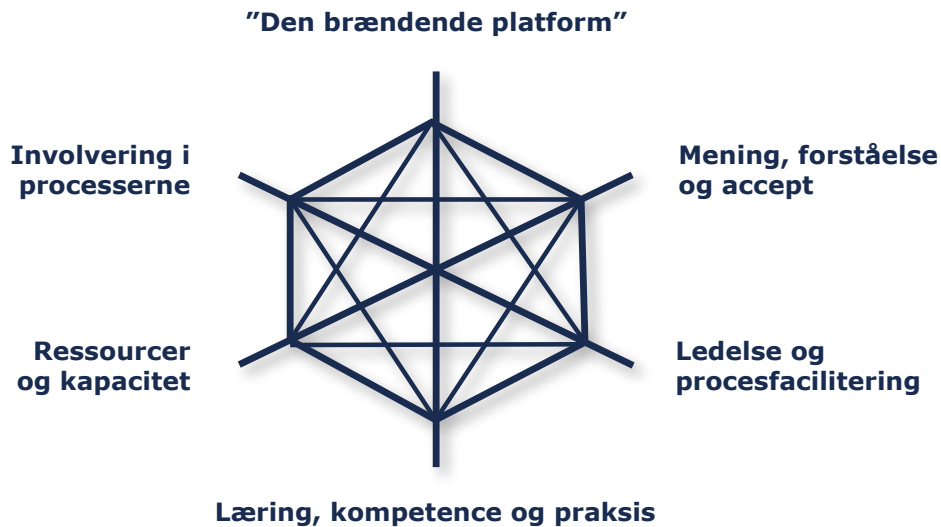 ”Den brændende platform”
Involvering i
processerne
Mening, forståelse
og accept
Ressourcer
og kapacitet
Ledelse og
procesfacilitering
Læring, kompetence og praksis